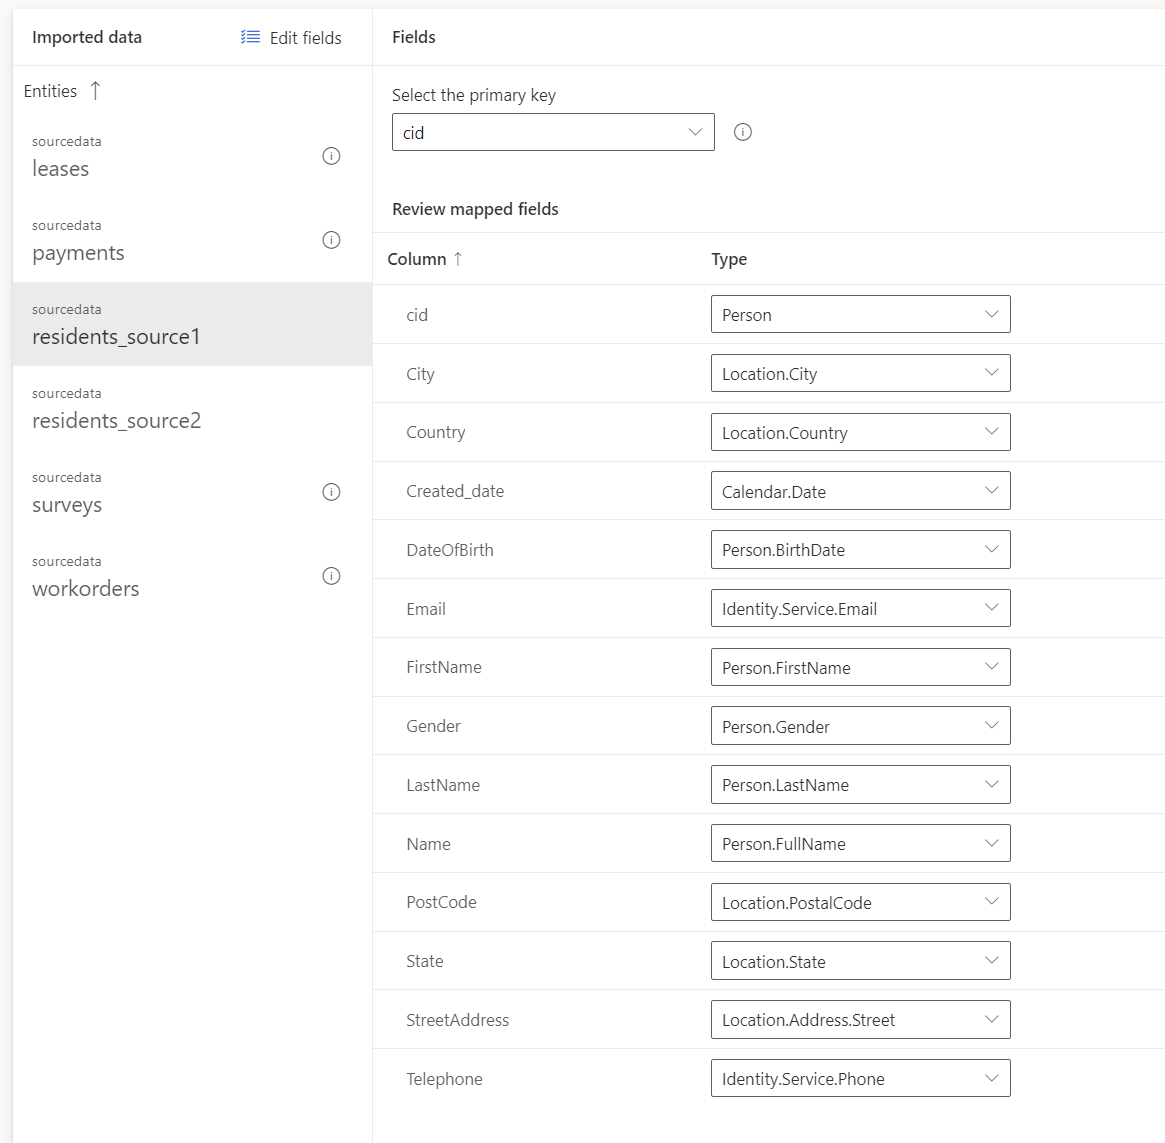 Imported data
Edit fields
Entities ↑
sourcedata
leases
sourcedata
payments
sourcedata
residents_source1
sourcedata
residents_source2
sourcedata
surveys
sourcedata
workorders
Fields
Select the primary key
cid
Review mapped fields
Column ↑ Type
cid Person
City Location.City
Country Location.Country
Created_date Calendar.Date
DateOfBirth Person.BirthDate
Email Identity.Service.Email
FirstName Person.FirstName
Gender Person.Gender
LastName Person.LastName
Name Person.FullName
PostCode Location.PostalCode
State Location.State
StreetAddress Location.Address.Street
Telephone Identity.Service.Phone